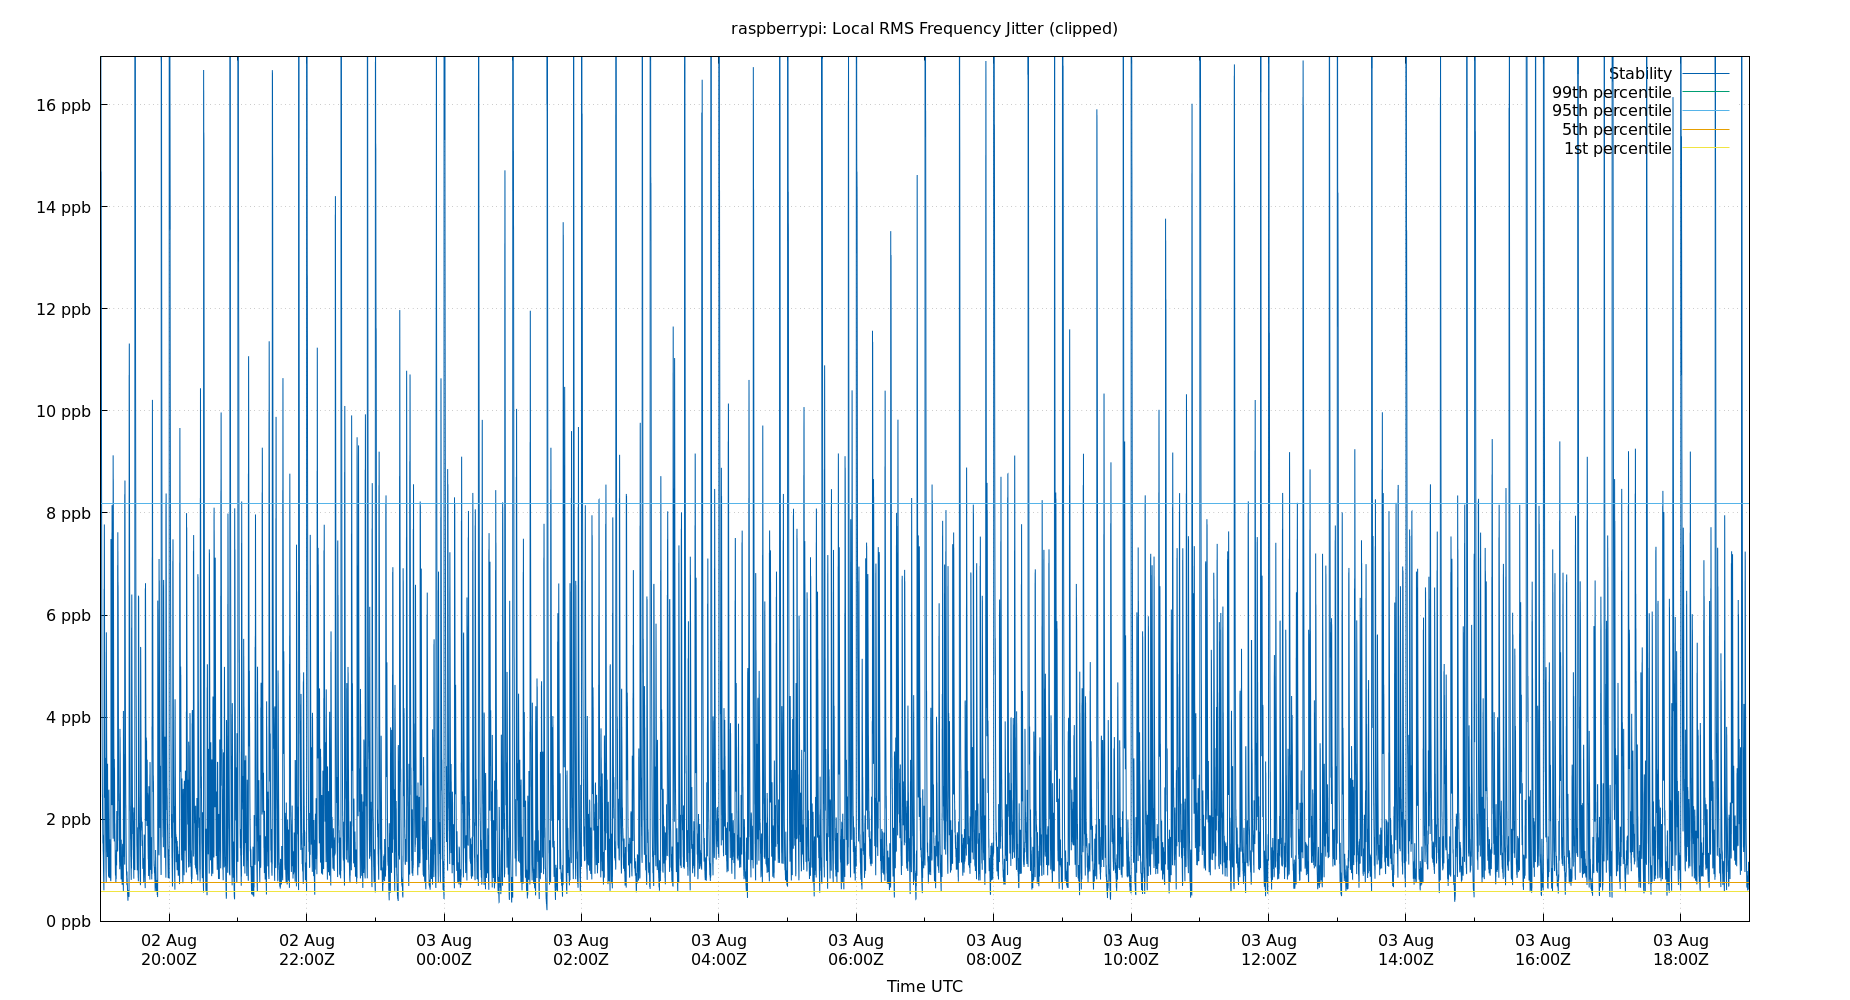 raspberrypi: Local RMS Frequency Jitter (clipped)
Stability
99th percentile
95th percentile
5th percentile
1st percentile
16 ppb
14 ppb
12 ppb
10 ppb
8 ppb
6 ppb
4 ppb
2 ppb
0 ppb
02 Aug 02 Aug 03 Aug 03 Aug 03 Aug 03 Aug 03 Aug 03 Aug 03 Aug 03 Aug 03 Aug 03 Aug
20:00Z 22:00Z 00:00Z 02:00Z 04:00Z 06:00Z 08:00Z 10:00Z 12:00Z 14:00Z 16:00Z 18:00Z
Time UTC